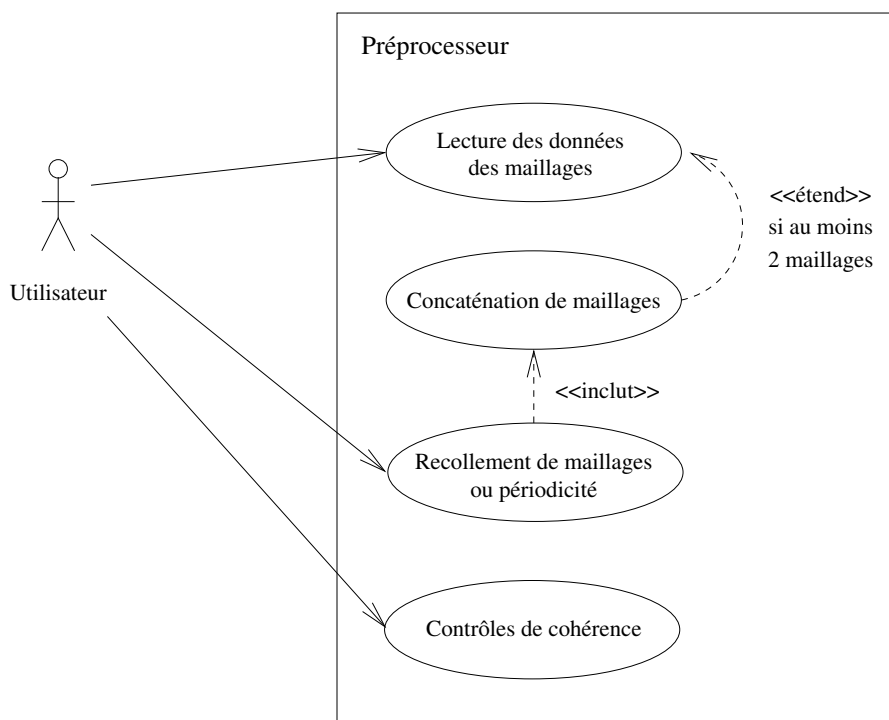 Préprocesseur
Lecture des données
des maillages
<<étend>>
si au moins
2 maillages
Utilisateur
Concaténation de maillages
<<inclut>>
Recollement de maillages
ou périodicité
Contrôles de cohérence